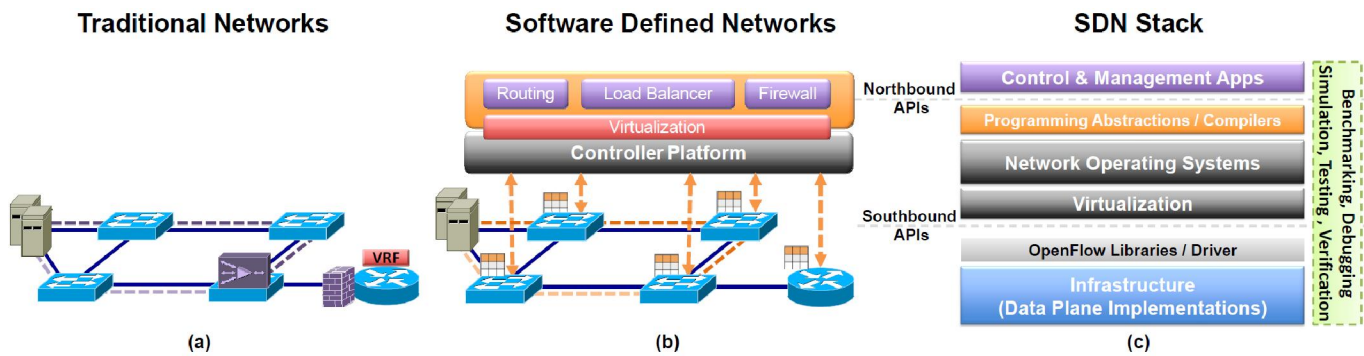 Traditional Networks
VRF
(a)
Software Defined Networks
Routing
Load Balancer
Firewall
Virtualization
Controller Platform
(b)
Northbound
APIs
Southbound
APIs
SDN Stack
Control & Management Apps
Programming Abstractions / Compilers
Network Operating Systems
Virtualization
OpenFlow Libraries / Driver
Infrastructure
(Data Plane Implementations)
(c)
Benchmarking, Debugging
Simulation, Testing , Verification